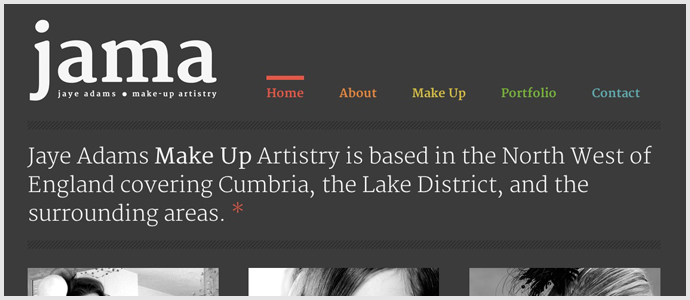 jama
jaye adams ● make-up artistry
Home About Make Up Portfolio Contact
Jaye Adams Make Up Artistry is based in the North West of
England covering Cumbria, the Lake District, and the
surrounding areas. *